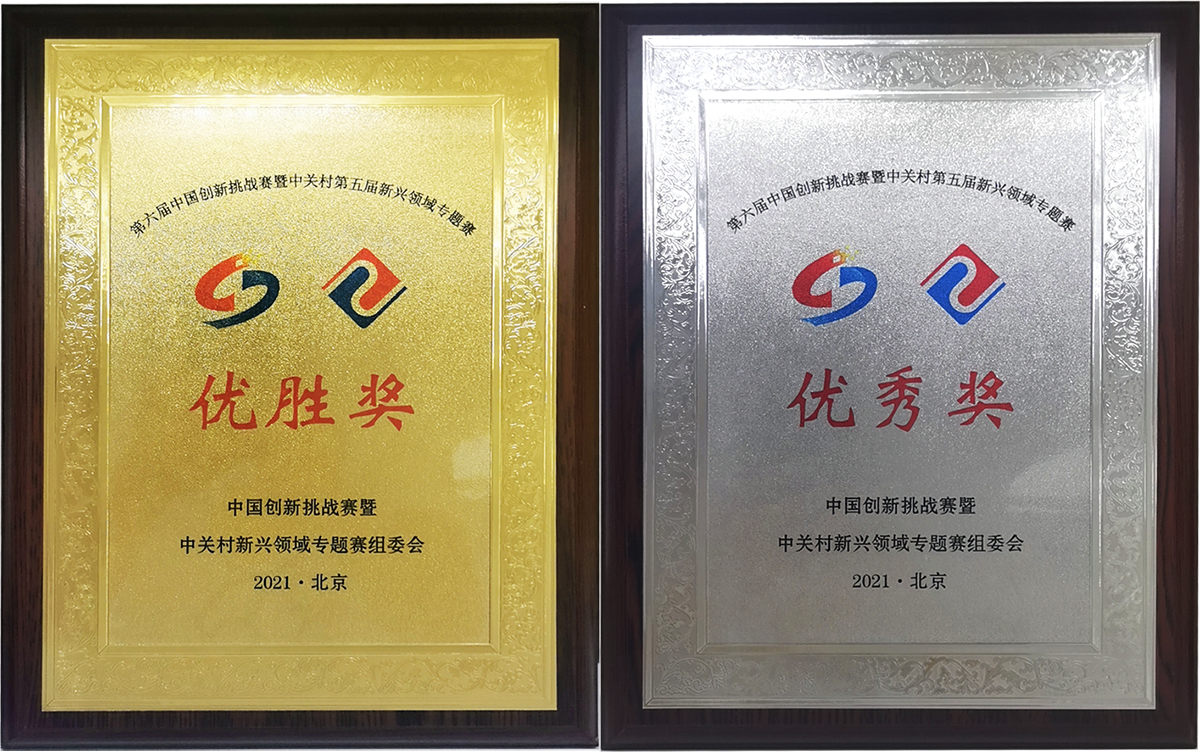 第六届中国创新挑战赛暨中关村第五届新兴领域专题赛
优胜奖
中国创新挑战赛暨
中关村新兴领域专题赛组委会
2021·北京
第六届中国创新挑战赛暨中关村第五届新兴领域专题赛
优秀奖
中国创新挑战赛暨
中关村新兴领域专题赛组委会
2021·北京